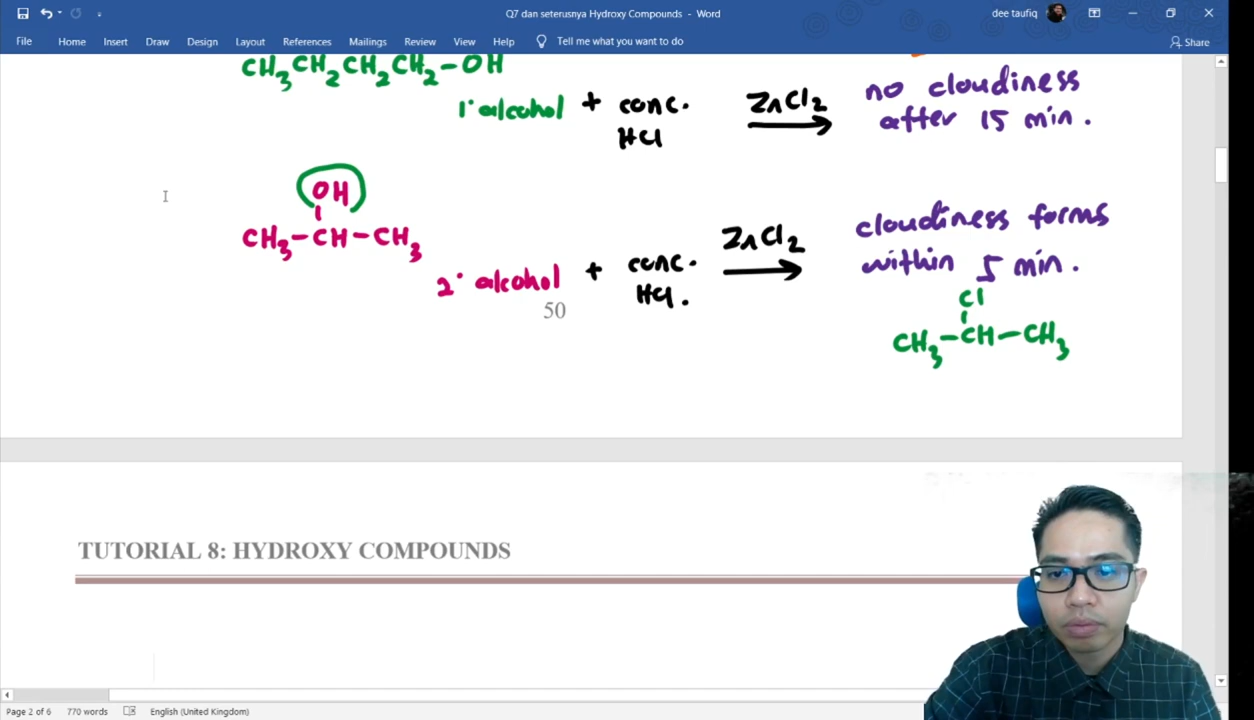 Q7 dan seterusnya Hydroxy Compounds - Word
dee taufiq
File Home Insert Draw Design Layout References Mailings Review View Help Tell me what you want to do
Share
CH3CH2CH2CH2-OH
1° alcohol + conc. HCl
ZnCl2
no cloudiness
after 15 min.
OH
CH3-CH-CH3
2° alcohol + conc. HCl.
ZnCl2
cloudiness forms
within 5 min.
Cl
CH3-CH-CH3
50
TUTORIAL 8: HYDROXY COMPOUNDS
Page 2 of 6 770 words English (United Kingdom)